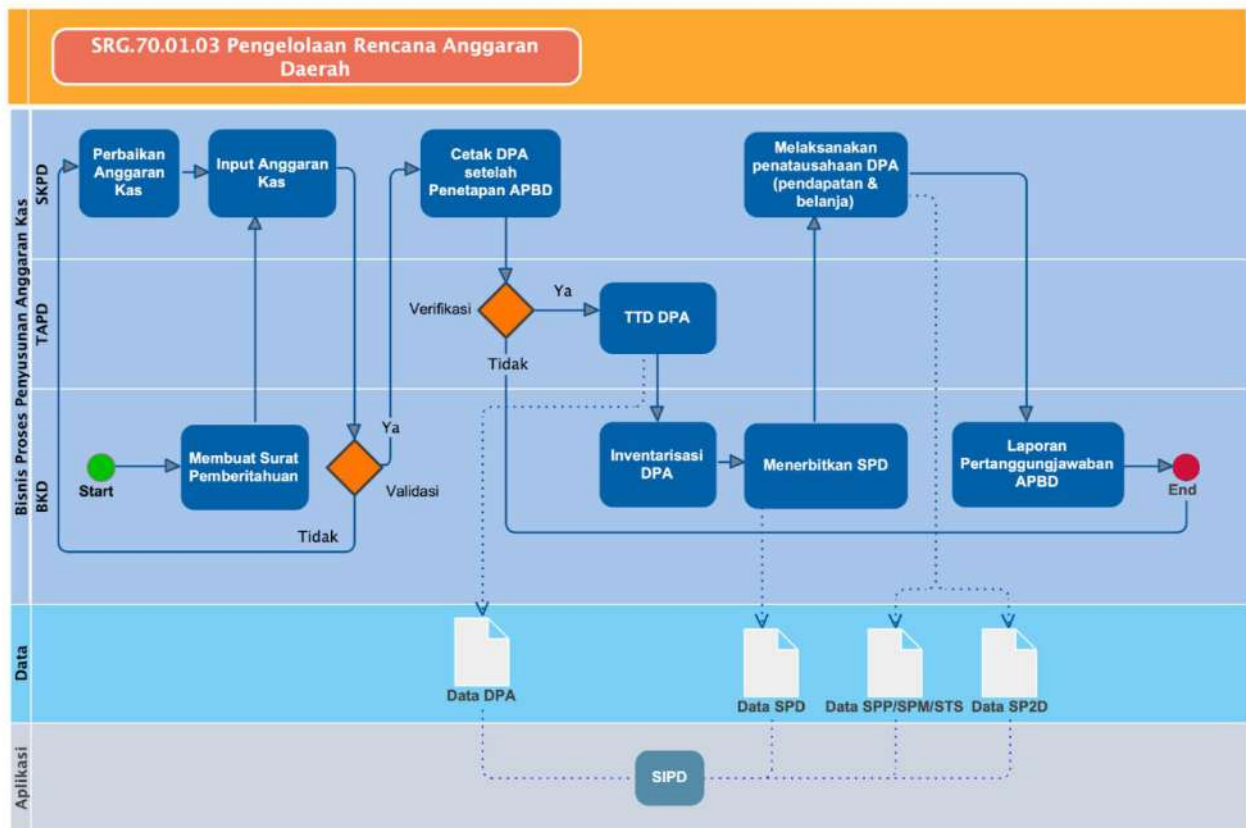 SRG.70.01.03 Pengelolaan Rencana Anggaran
Daerah
Bisnis Proses Penyusunan Anggaran Kas
SKPD
Perbaikan
Anggaran
Kas
Input Anggaran
Kas
Cetak DPA
setelah
Penetapan APBD
Melaksanakan
penatausahaan DPA
(pendapatan &
belanja)
TAPD
Verifikasi
Ya
TTD DPA
Tidak
BKD
Start
Membuat Surat
Pemberitahuan
Ya
Validasi
Tidak
Inventarisasi
DPA
Menerbitkan SPD
Laporan
Pertanggungjawaban
APBD
End
Data
Data DPA
Data SPD
Data SPP/SPM/STS
Data SP2D
Aplikasi
SIPD